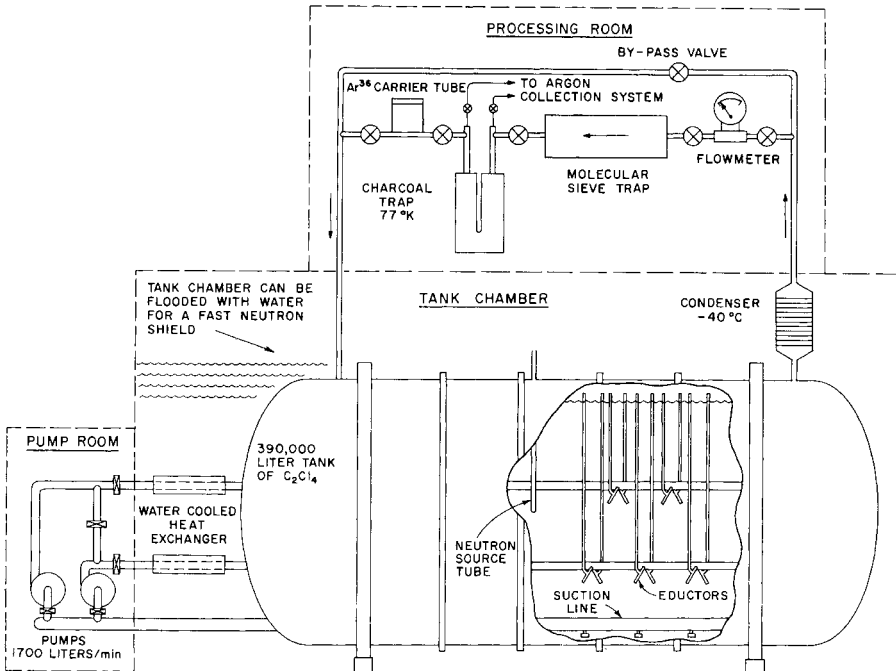 PROCESSING ROOM
BY-PASS VALVE
Ar³⁶ CARRIER TUBE
TO ARGON
COLLECTION SYSTEM
FLOWMETER
MOLECULAR
SIEVE TRAP
CHARCOAL
TRAP
77°K
TANK CHAMBER CAN BE
FLOODED WITH WATER
FOR A FAST NEUTRON
SHIELD
TANK CHAMBER
CONDENSER
-40°C
PUMP ROOM
390,000
LITER TANK
OF C₂Cl₄
WATER COOLED
HEAT
EXCHANGER
NEUTRON
SOURCE
TUBE
SUCTION
LINE
EDUCTORS
PUMPS
1700 LITERS/min